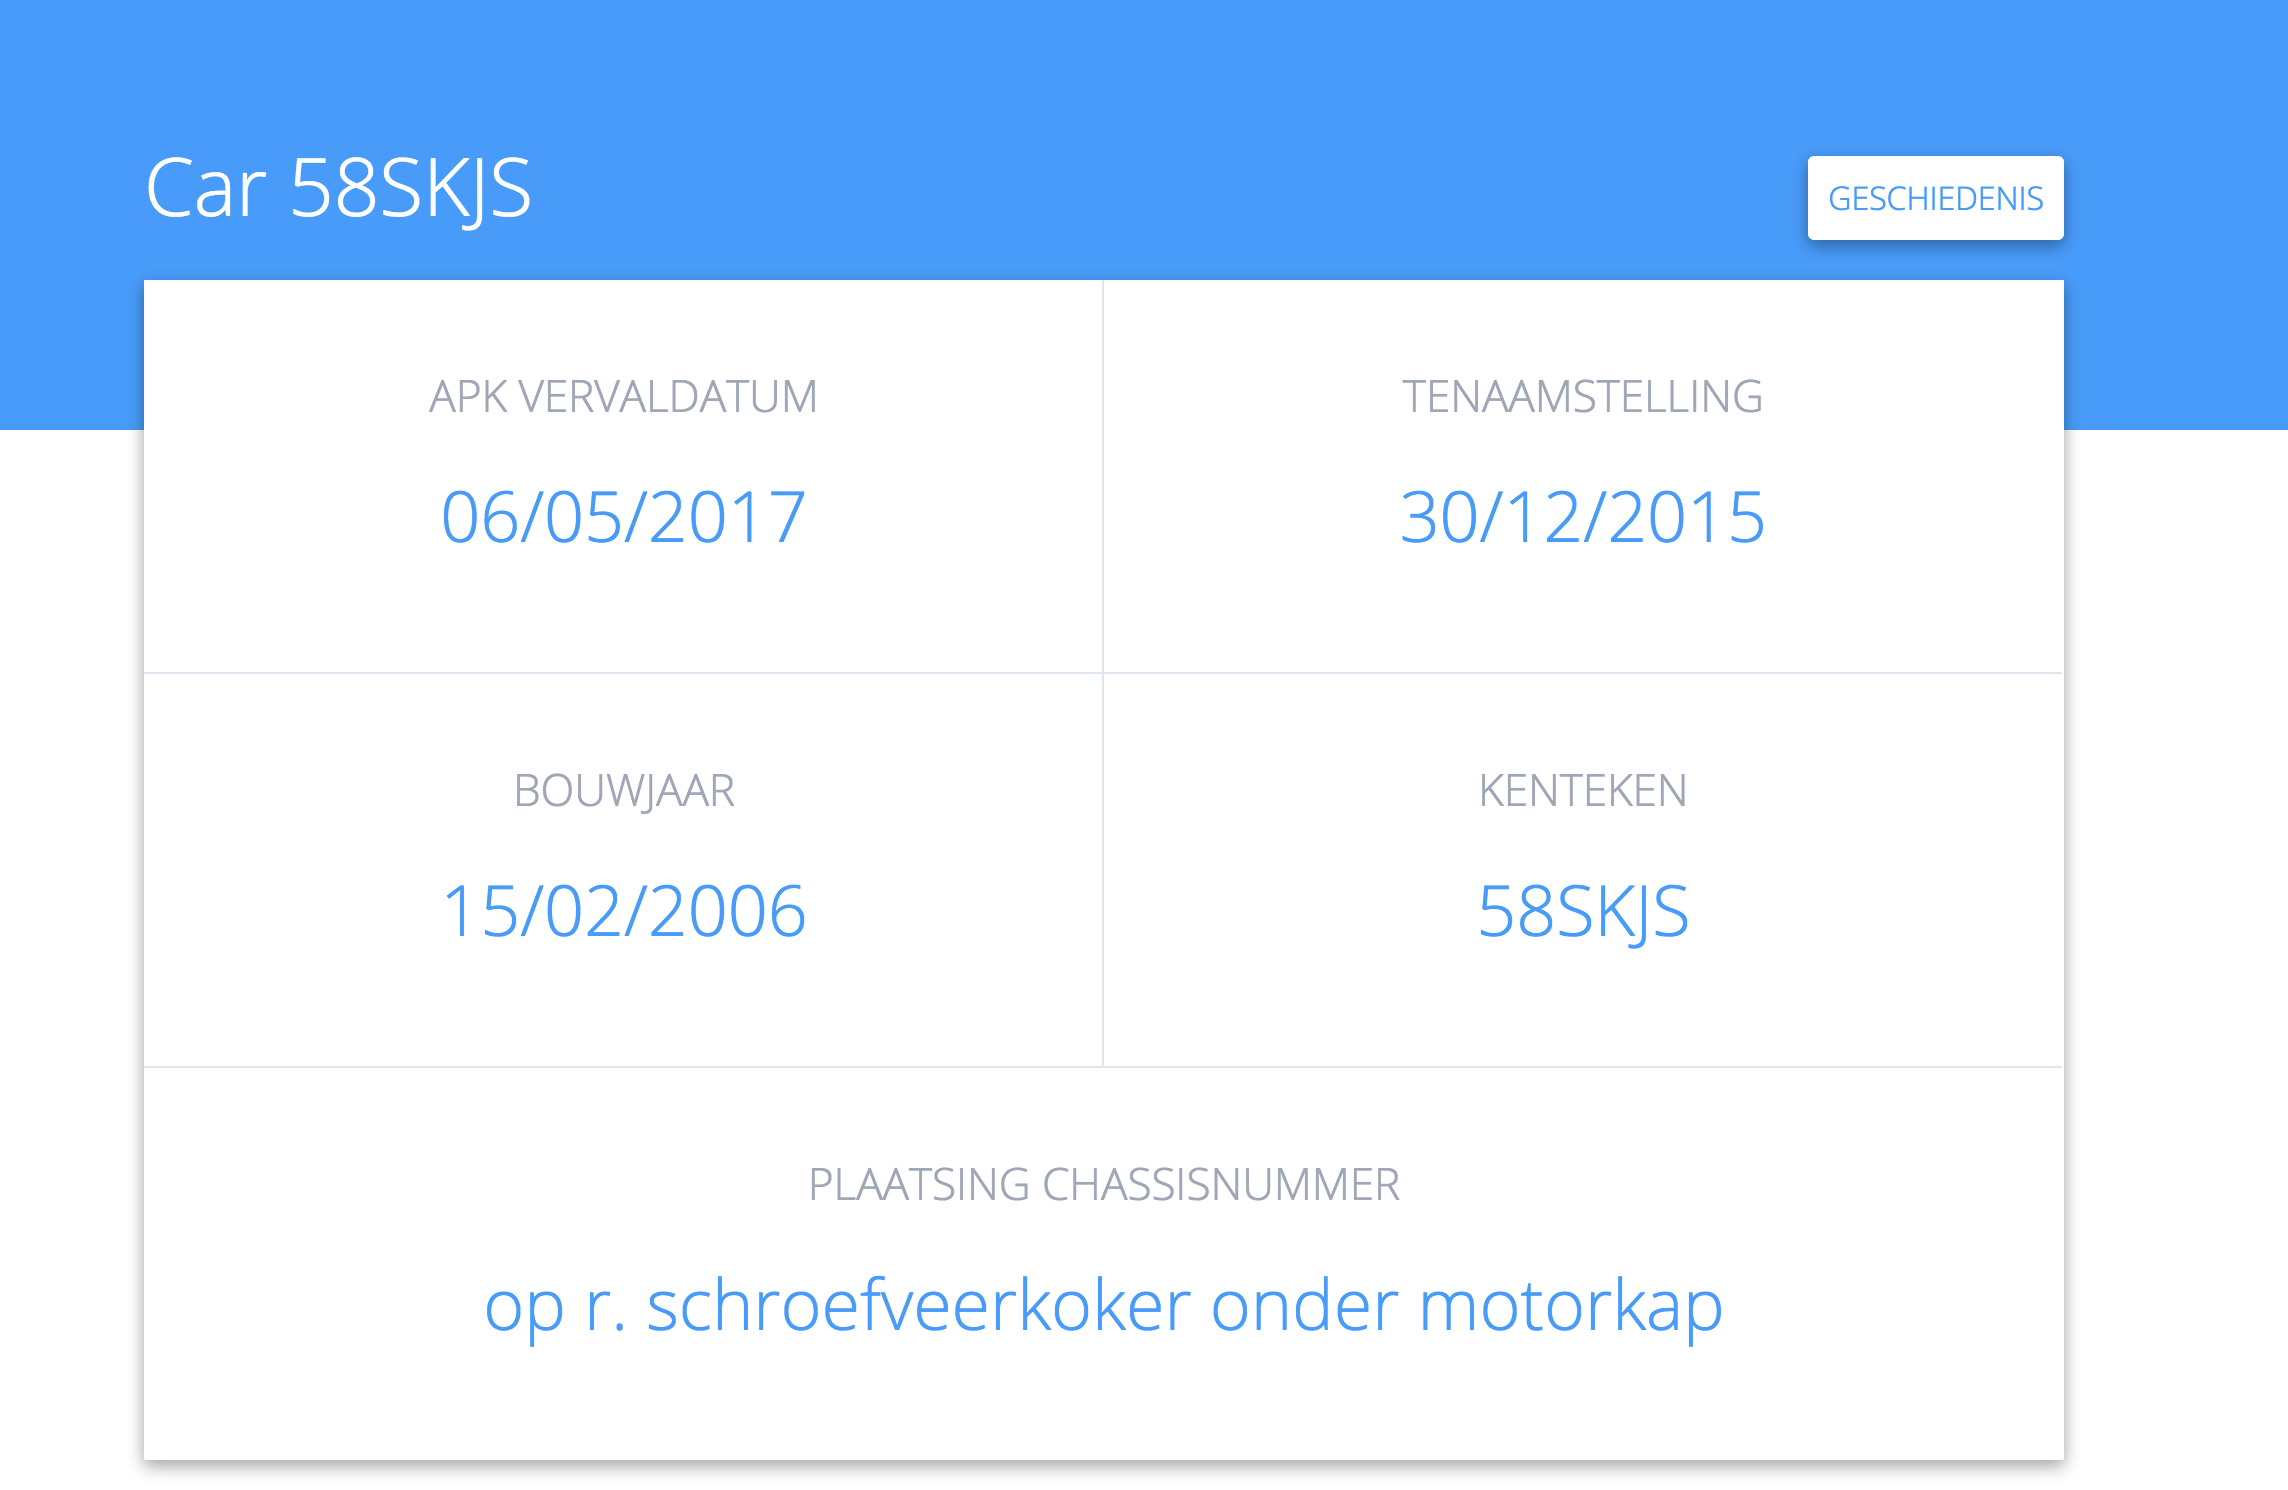 Car 58SKJS
GESCHIEDENIS
APK VERVALDATUM
06/05/2017
TENAAMSTELLING
30/12/2015
BOUWJAAR
15/02/2006
KENTEKEN
58SKJS
PLAATSING CHASSISNUMMER
op r. schroefveerkoker onder motorkap